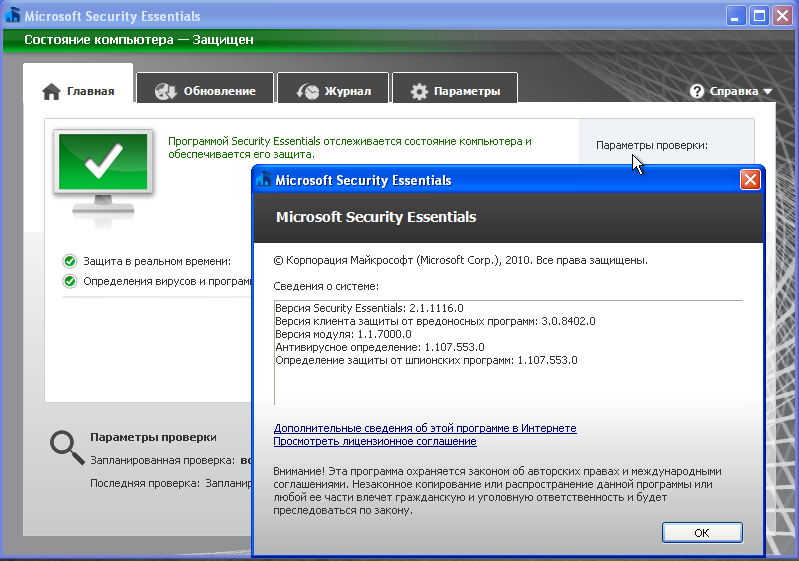 Microsoft Security Essentials
Состояние компьютера — Защищен
Главная
Обновление
Журнал
Параметры
Справка
Программой Security Essentials отслеживается состояние компьютера и
обеспечивается его защита.
Параметры проверки:
Защита в реальном времени:
Определения вирусов и
Параметры проверки
Запланированная проверка:
Последняя проверка:
Microsoft Security Essentials
Microsoft Security Essentials
© Корпорация Майкрософт (Microsoft Corp.), 2010. Все права защищены.
Сведения о системе:
Версия Security Essentials: 2.1.1116.0
Версия клиента защиты от вредоносных программ: 3.0.8402.0
Версия модуля: 1.1.7000.0
Антивирусное определение: 1.107.553.0
Определение защиты от шпионских программ: 1.107.553.0
Дополнительные сведения об этой программе в Интернете
Просмотреть лицензионное соглашение
Внимание! Эта программа охраняется законом об авторских правах и международными
соглашениями. Незаконное копирование или распространение данной программы или
любой ее части влечет гражданскую и уголовную ответственность и будет
преследоваться по закону.
OK